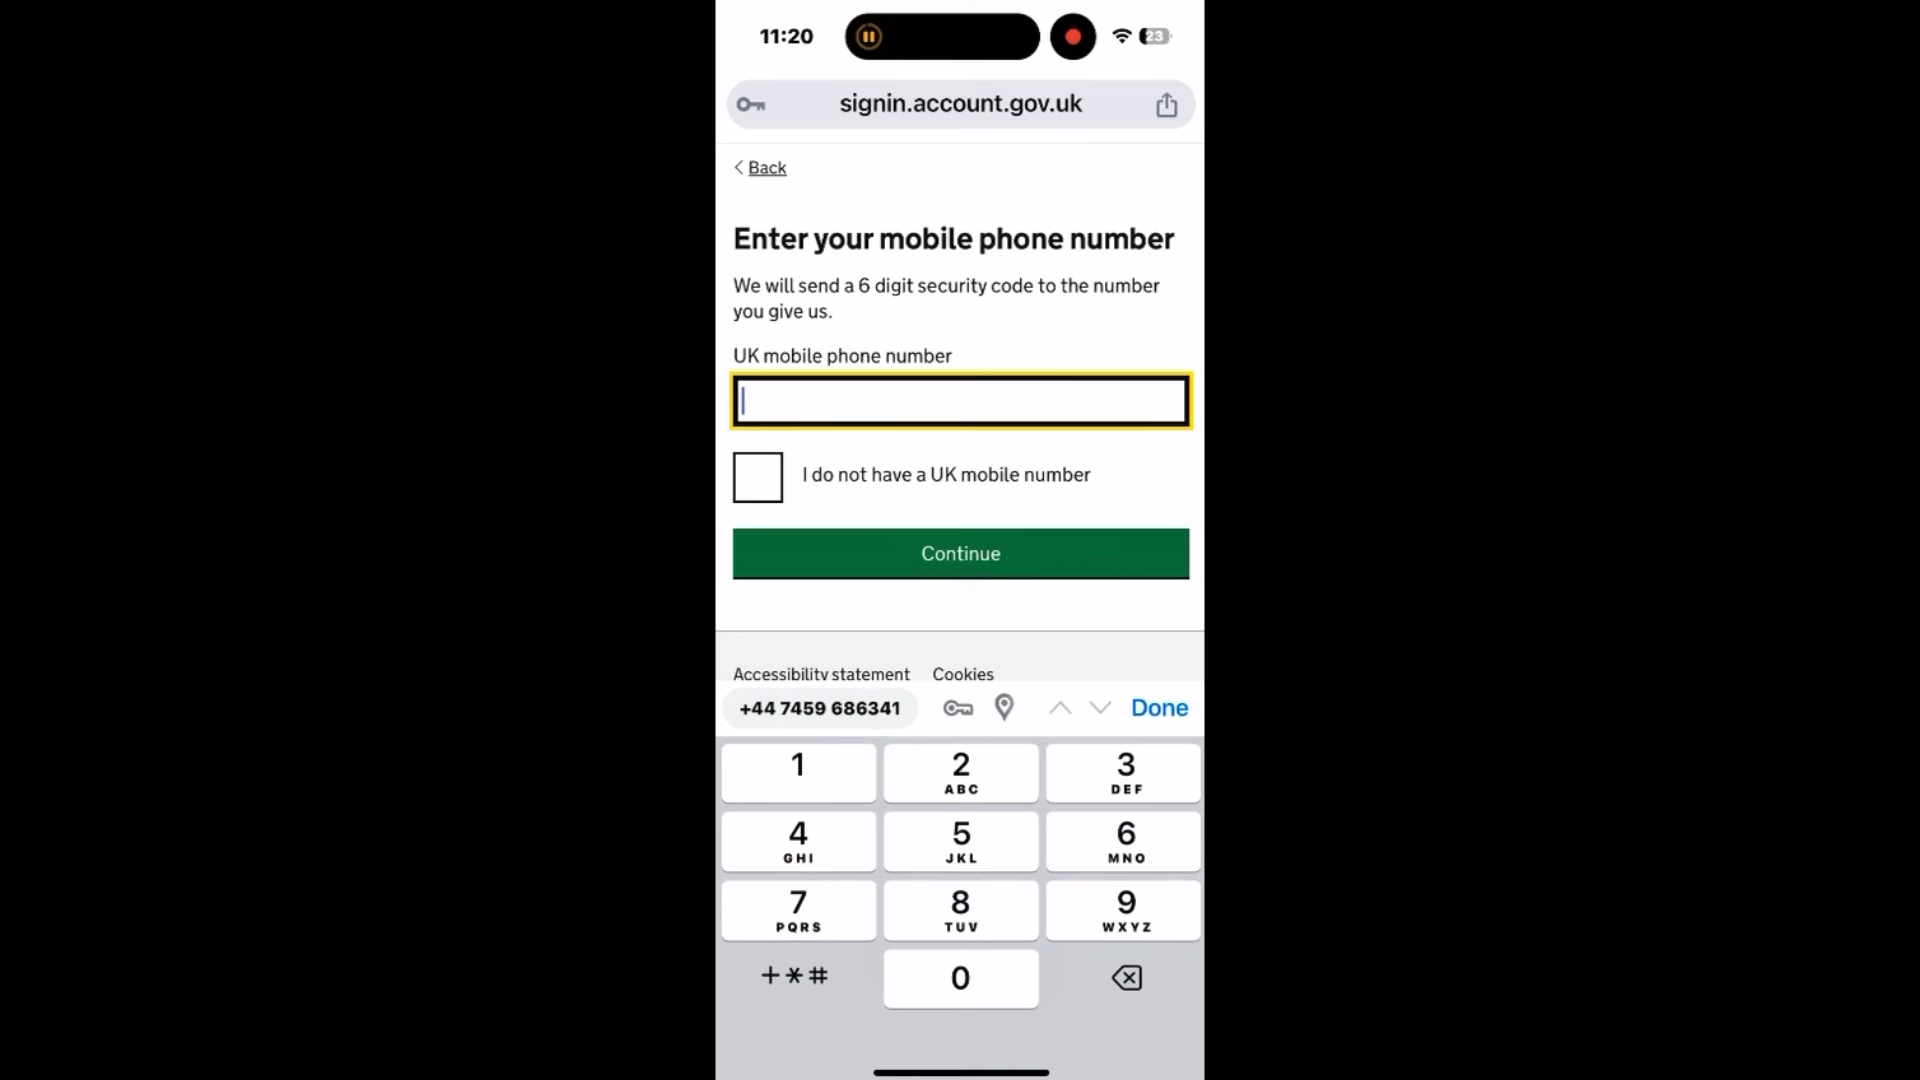 11:20
23
signin.account.gov.uk
Back
Enter your mobile phone number
We will send a 6 digit security code to the number
you give us.
UK mobile phone number
I do not have a UK mobile number
Continue
Accessibility statement Cookies
+44 7459 686341 Done
1 2 3
ABC DEF
4 5 6
GHI JKL MNO
7 8 9
PQRS TUV WXYZ
+*# 0